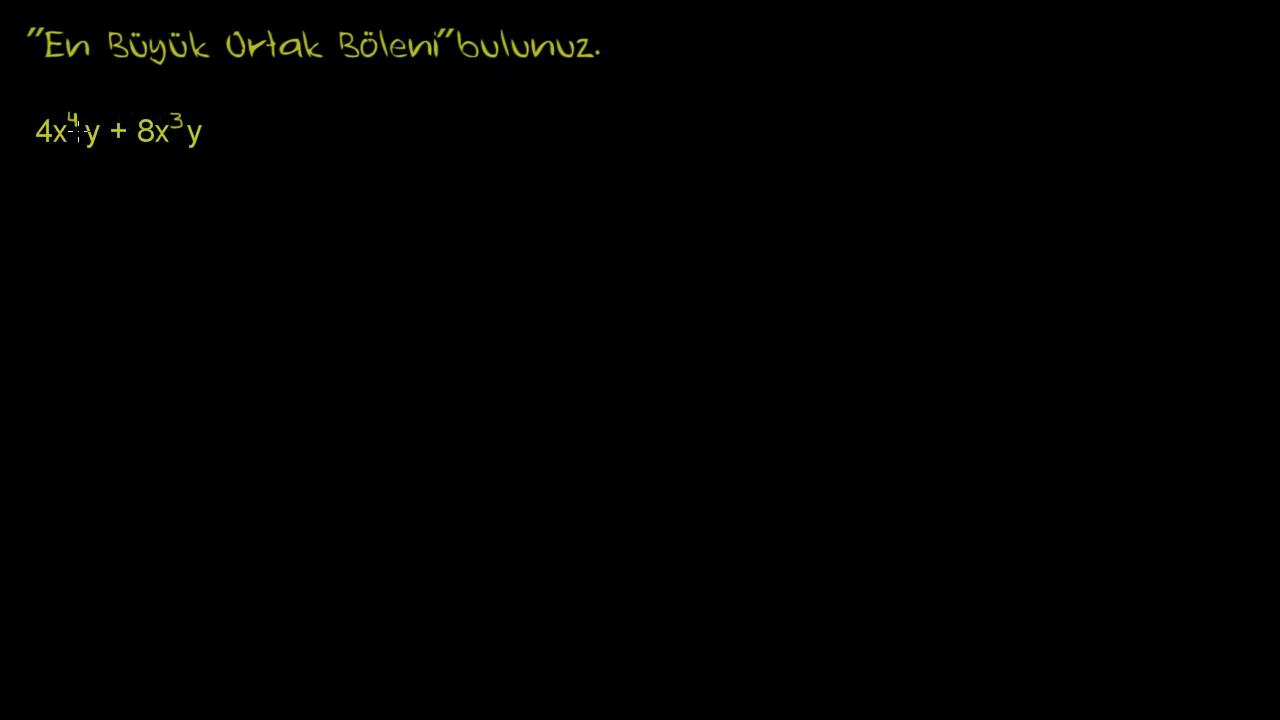 "En Büyük Ortak Böleni" bulunuz.
4x⁴y + 8x³y